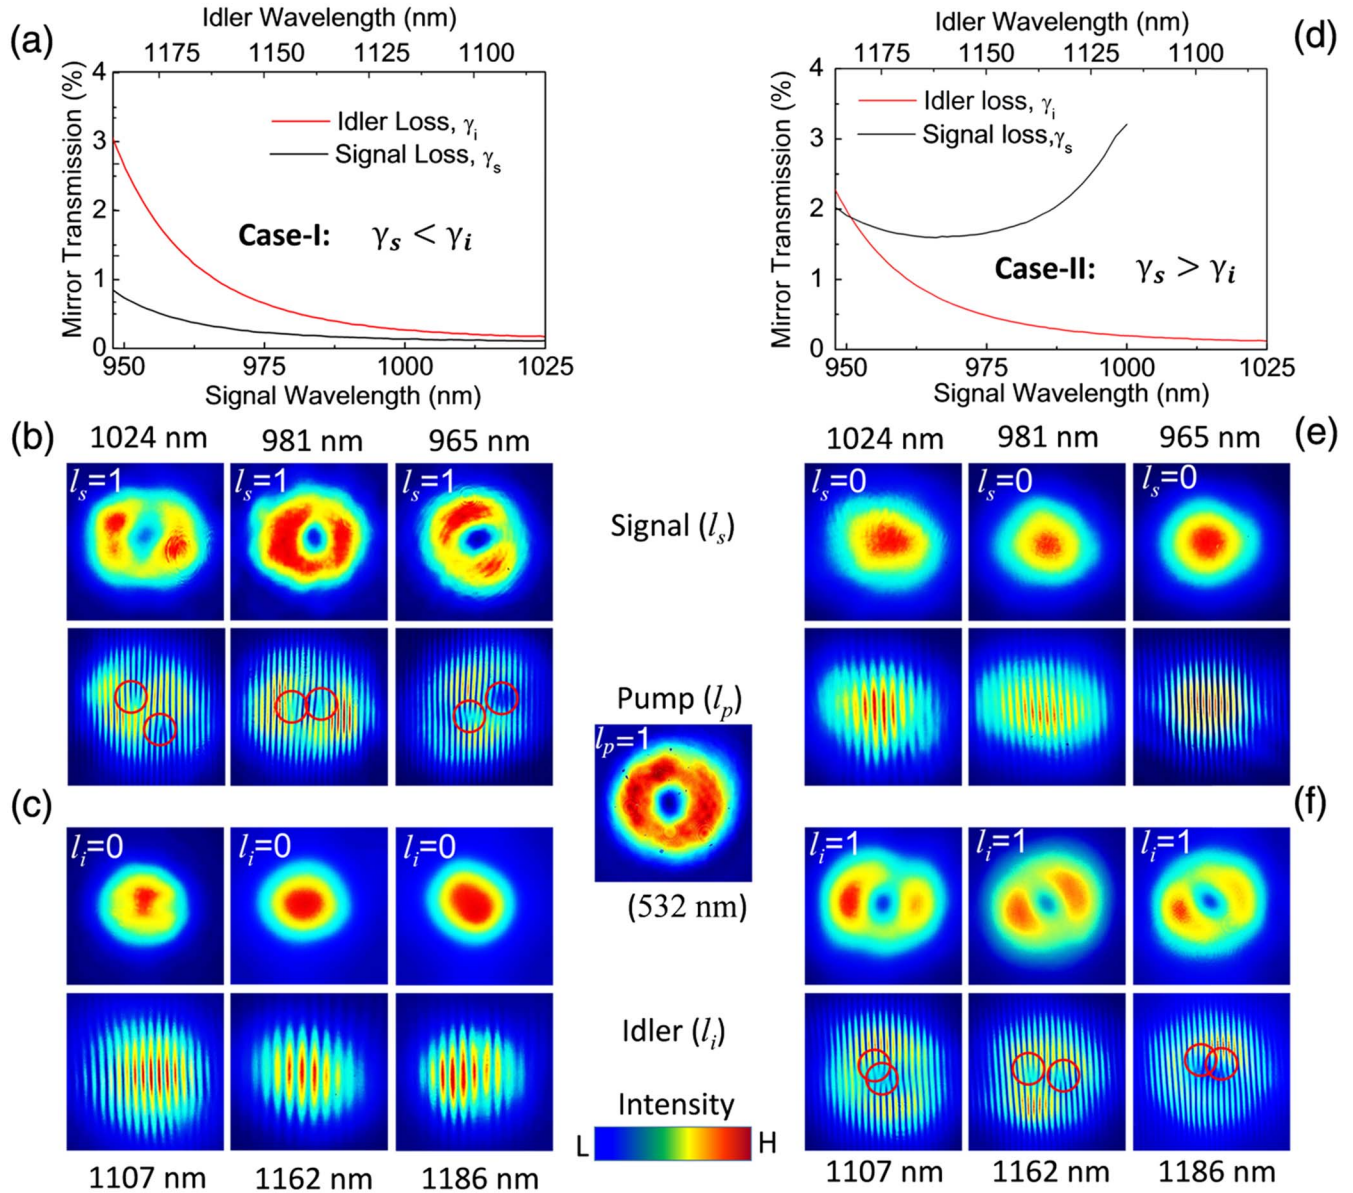 (a)
Idler Wavelength (nm)
1175 1150 1125 1100
Mirror Transmission (%)
4
3
2
1
0
Idler Loss, γi
Signal Loss, γs
Case-I: γs < γi
950 975 1000 1025
Signal Wavelength (nm)
(d)
Idler Wavelength (nm)
1175 1150 1125 1100
Mirror Transmission (%)
4
3
2
1
0
Idler loss, γi
Signal loss,γs
Case-II: γs > γi
950 975 1000 1025
Signal Wavelength (nm)
(b)
1024 nm 981 nm 965 nm
ls=1 ls=1 ls=1
Signal (ls)
(e)
1024 nm 981 nm 965 nm
ls=0 ls=0 ls=0
Pump (lp)
lp=1
(532 nm)
(c)
li=0 li=0 li=0
1107 nm 1162 nm 1186 nm
Idler (li)
Intensity
L H
(f)
li=1 li=1 li=1
1107 nm 1162 nm 1186 nm